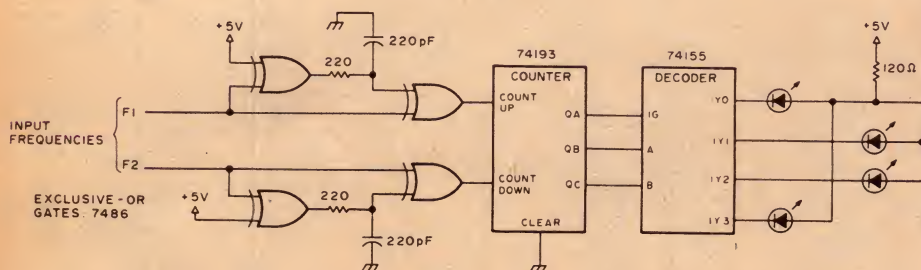 +5V
220pF
220
F1
INPUT
FREQUENCIES
F2
EXCLUSIVE-OR
GATES: 7486
+5V
220
220pF
74193
COUNTER
COUNT
UP
QA
QB
QC
COUNT
DOWN
CLEAR
74155
DECODER
1G
A
B
1Y0
1Y1
1Y2
1Y3
+5V
120Ω